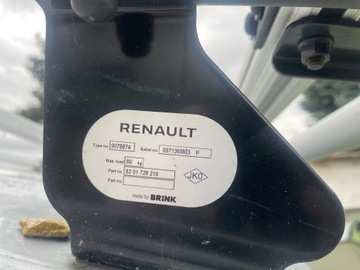 RENAULT
Type no. 9078874 Serial no. 097136M03 P
Max. load 80 kg
Part no. 82 01 728 219
Part no.
JKO
made by BRINK